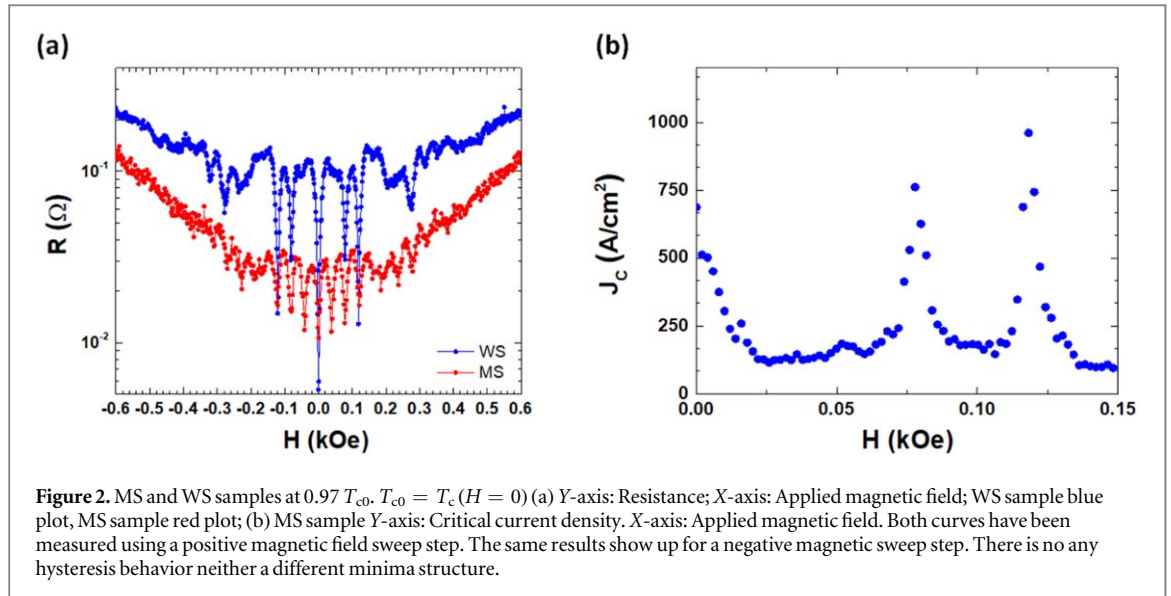 (a)
(b)
R (Ω)
10⁻¹
10⁻²
WS
MS
-0.6 -0.5 -0.4 -0.3 -0.2 -0.1 0.0 0.1 0.2 0.3 0.4 0.5 0.6
H (kOe)
J_C (A/cm²)
1000
750
500
250
0
0.00 0.05 0.10 0.15
H (kOe)
Figure 2. MS and WS samples at 0.97 T_c0. T_c0 = T_c (H = 0) (a) Y-axis: Resistance; X-axis: Applied magnetic field; WS sample blue
plot, MS sample red plot; (b) MS sample Y-axis: Critical current density. X-axis: Applied magnetic field. Both curves have been
measured using a positive magnetic field sweep step. The same results show up for a negative magnetic sweep step. There is no any
hysteresis behavior neither a different minima structure.